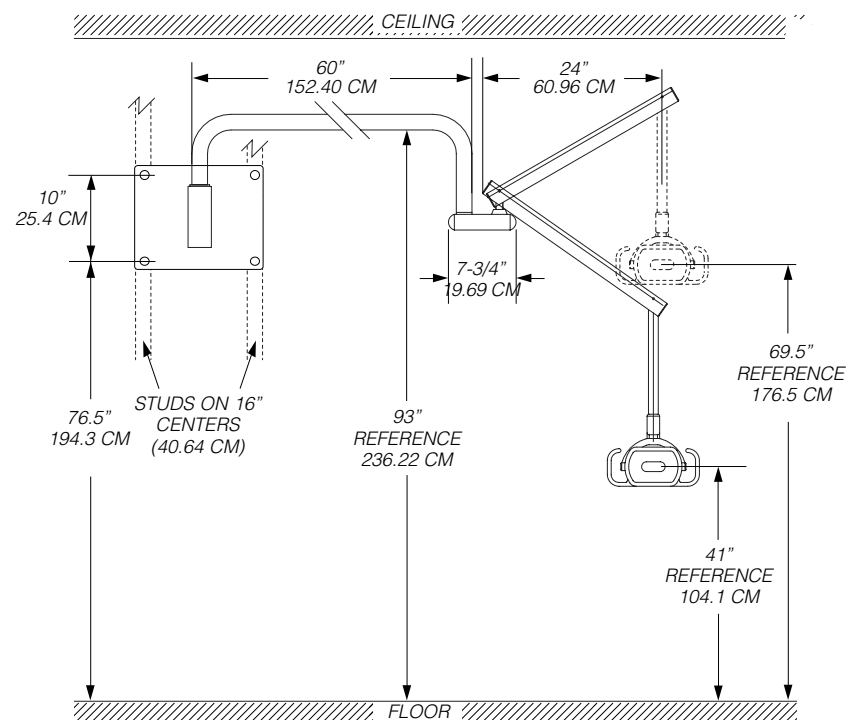 CEILING
60”
152.40 CM
24”
60.96 CM
10”
25.4 CM
7-3/4”
19.69 CM
69.5”
REFERENCE
176.5 CM
STUDS ON 16”
CENTERS
(40.64 CM)
76.5”
194.3 CM
93”
REFERENCE
236.22 CM
41”
REFERENCE
104.1 CM
FLOOR